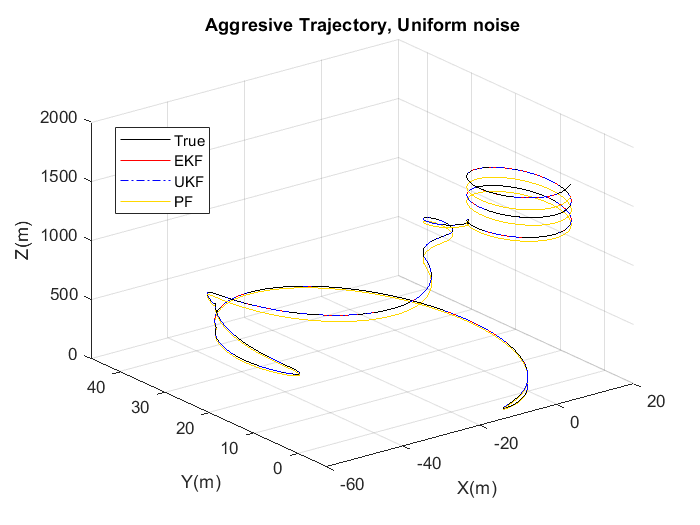 Aggresive Trajectory, Uniform noise
2000
1500
1000
500
0
Z(m)
True
EKF
UKF
PF
40
30
20
10
0
Y(m)
-60
-40
-20
0
20
X(m)